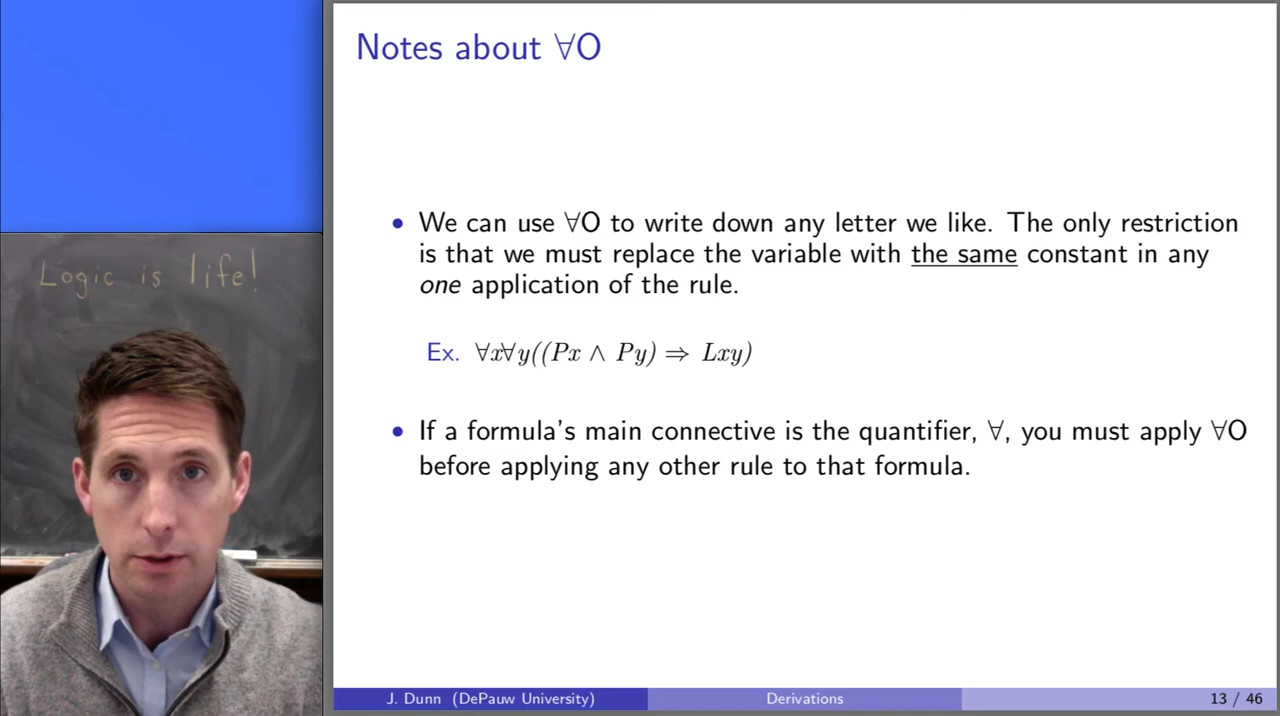 Notes about ∀O
Logic is life!
• We can use ∀O to write down any letter we like. The only restriction
is that we must replace the variable with the same constant in any
one application of the rule.
Ex. ∀x∀y((Px ∧ Py) ⇒ Lxy)
• If a formula's main connective is the quantifier, ∀, you must apply ∀O
before applying any other rule to that formula.
J. Dunn (DePauw University)
Derivations
13 / 46